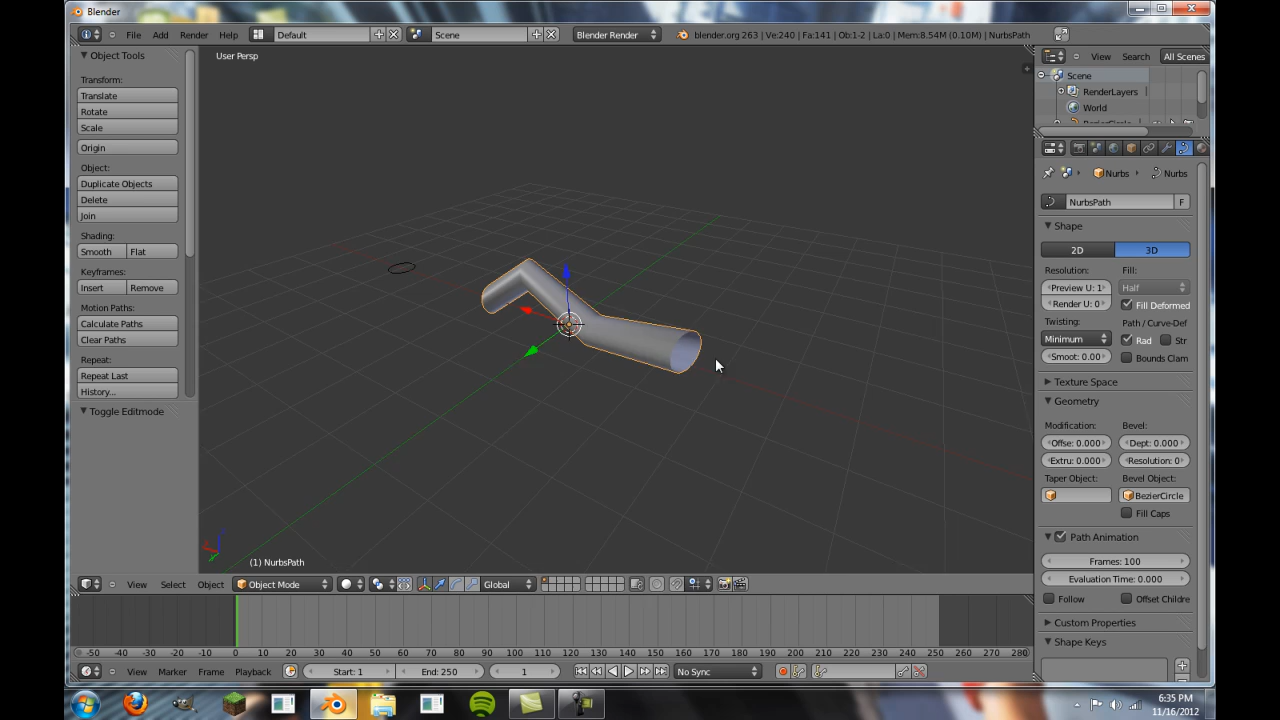 Blender
File Add Render Help Default Scene Blender Render blender.org 263 | Ve:240 | Fa:141 | Ob:1-2 | La:0 | Mem:8.54M (0.10M) | NurbsPath
Object Tools
Transform:
Translate
Rotate
Scale
Origin
Object:
Duplicate Objects
Delete
Join
Shading:
Smooth Flat
Keyframes:
Insert Remove
Motion Paths:
Calculate Paths
Clear Paths
Repeat:
Repeat Last
History...
Toggle Editmode
User Persp
(1) NurbsPath
View Select Object Object Mode Global
-50 -40 -30 -20 -10 0 10 20 30 40 50 60 70 80 90 100 110 120 130 140 150 160 170 180 190 200 210 220 230 240 250 260 270 280
View Marker Frame Playback Start: 1 End: 250 1 No Sync
View Search All Scenes
Scene
RenderLayers
World
BezierCircle
Nurbs Nurbs
NurbsPath F
Shape
2D 3D
Resolution: Fill:
Preview U: 1 Half
Render U: 0 Fill Deformed
Twisting: Path / Curve-Def
Minimum Rad Str
Smoot: 0.00 Bounds Clam
Texture Space
Geometry
Modification: Bevel:
Offse: 0.000 Dept: 0.000
Extru: 0.000 Resolution: 0
Taper Object: Bevel Object:
BezierCircle
Fill Caps
Path Animation
Frames: 100
Evaluation Time: 0.000
Follow Offset Childre
Custom Properties
Shape Keys
6:35 PM
11/16/2012